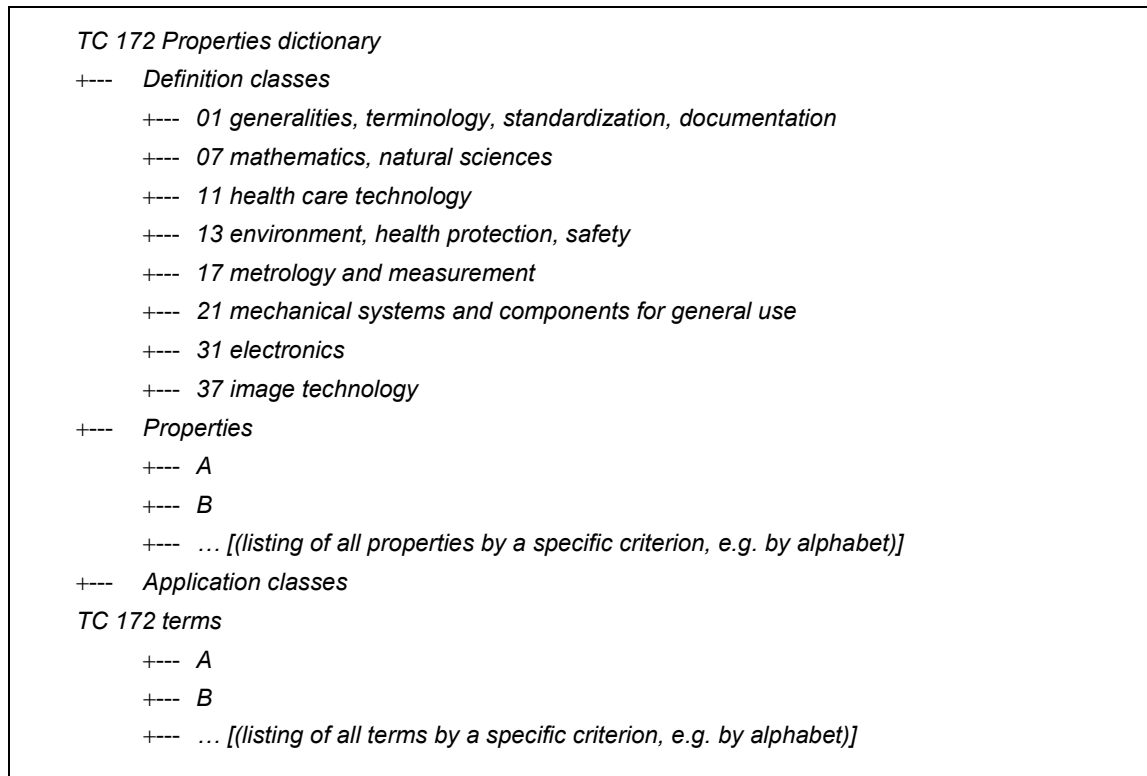 TC 172 Properties dictionary
+--- Definition classes
+--- 01 generalities, terminology, standardization, documentation
+--- 07 mathematics, natural sciences
+--- 11 health care technology
+--- 13 environment, health protection, safety
+--- 17 metrology and measurement
+--- 21 mechanical systems and components for general use
+--- 31 electronics
+--- 37 image technology
+--- Properties
+--- A
+--- B
+--- … [(listing of all properties by a specific criterion, e.g. by alphabet)]
+--- Application classes
TC 172 terms
+--- A
+--- B
+--- … [(listing of all terms by a specific criterion, e.g. by alphabet)]